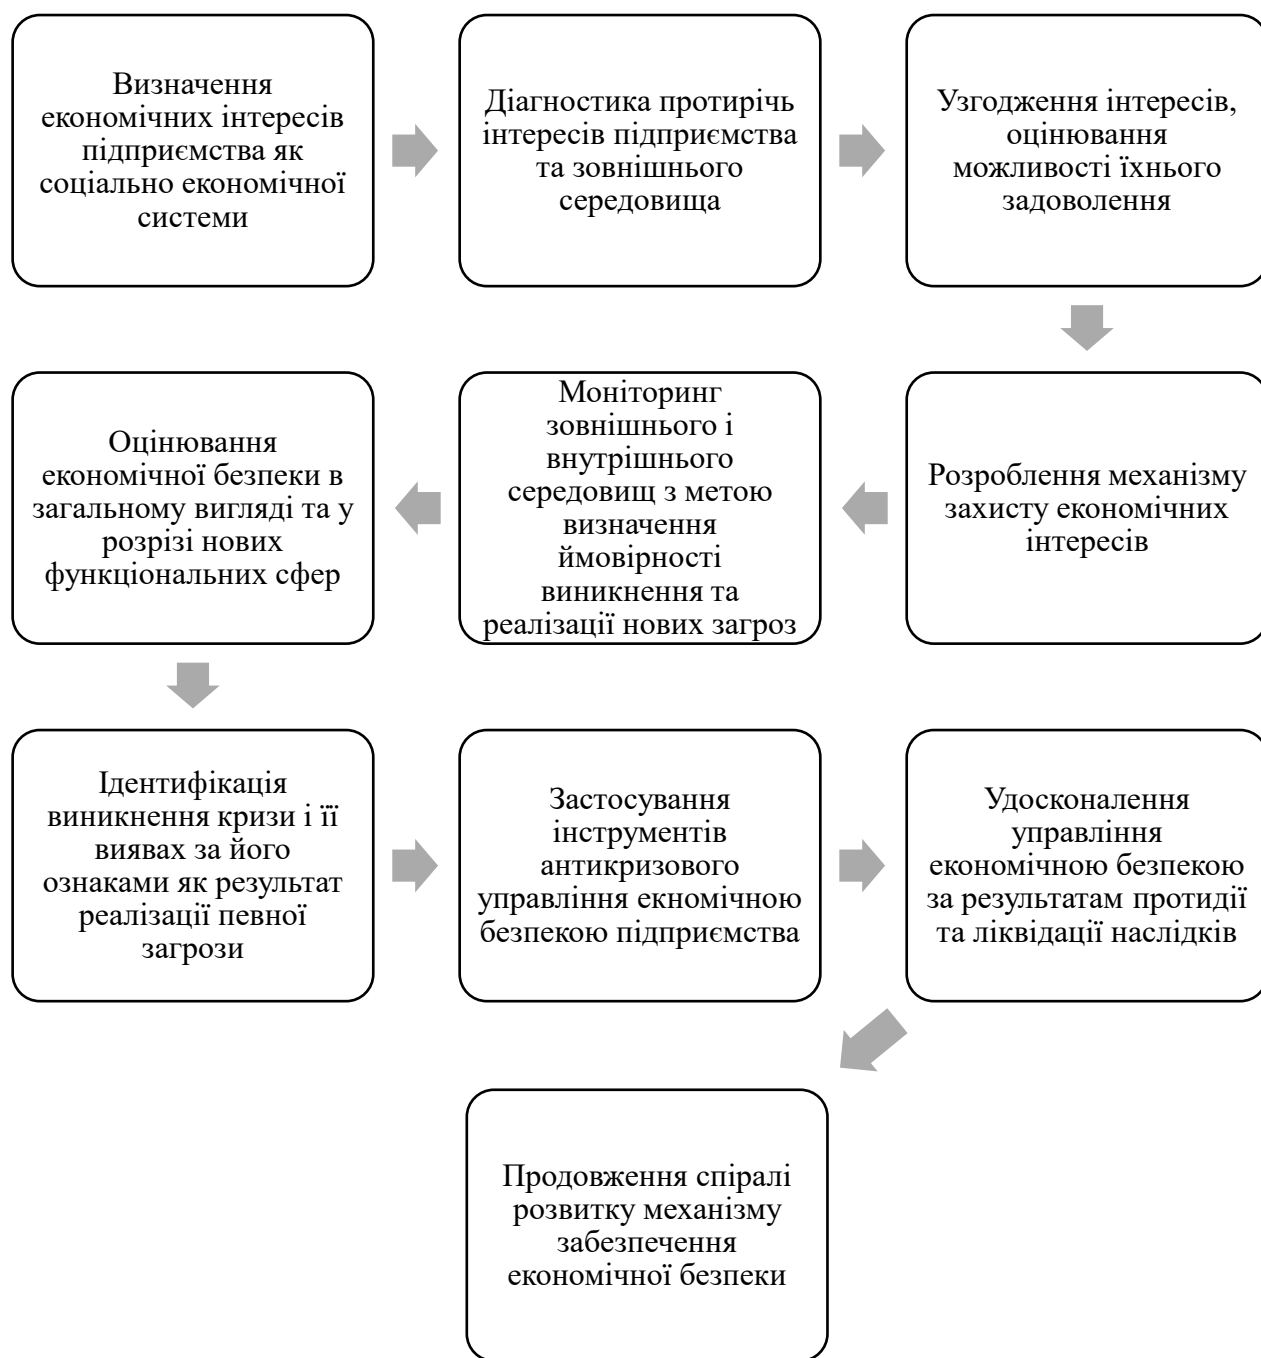 Визначення
економічних інтересів
підприємства як
соціально економічної
системи
Діагностика протирічь
інтересів підприємства
та зовнішнього
середовища
Узгодження інтересів,
оцінювання
можливості їхнього
задоволення
Розроблення механізму
захисту економічних
інтересів
Моніторинг
зовнішнього і
внутрішнього
середовищ з метою
визначення
ймовірності
виникнення та
реалізації нових загроз
Оцінювання
економічної безпеки в
загальному вигляді та у
розрізі нових
функціональних сфер
Ідентифікація
виникнення кризи і її
виявах за його
ознаками як результат
реалізації певної
загрози
Застосування
інструментів
антикризового
управління екномічною
безпекою підприємства
Удосконалення
управління
економічною безпекою
за результатам протидії
та ліквідації наслідків
Продовження спіралі
розвитку механізму
забезпечення
економічної безпеки